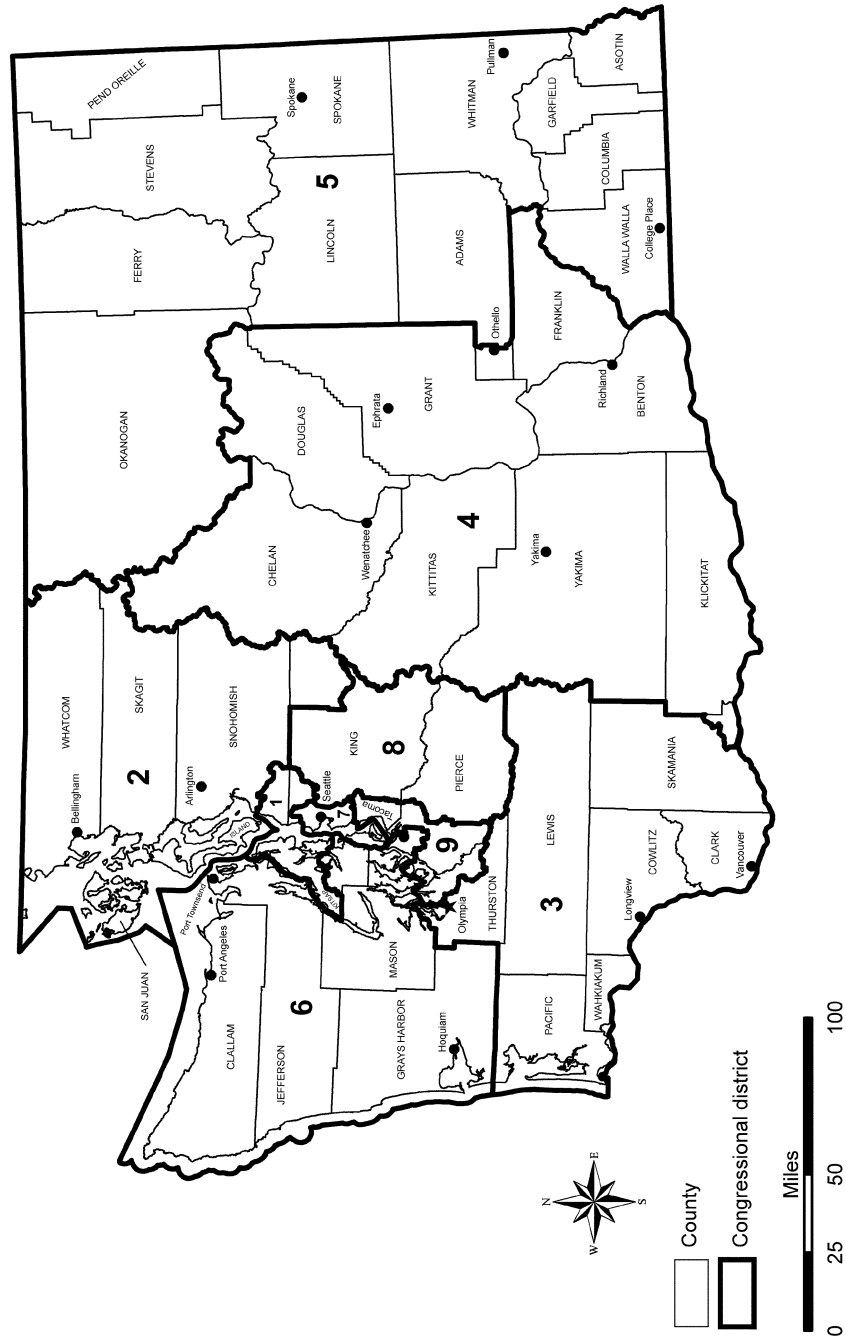 PEND OREILLE
STEVENS
FERRY
OKANOGAN
Spokane
SPOKANE
5
LINCOLN
Pullman
WHITMAN
ADAMS
GARFIELD
ASOTIN
COLUMBIA
WALLA WALLA
College Place
Othello
FRANKLIN
Richland
BENTON
DOUGLAS
Ephrata
GRANT
CHELAN
Wenatchee
KITTITAS
4
Yakima
YAKIMA
KLICKITAT
WHATCOM
Bellingham
SKAGIT
2
SNOHOMISH
Arlington
ISLAND
SAN JUAN
1
Seattle
7
KING
8
Tacoma
PIERCE
9
KITSAP
Port Townsend
Port Angeles
CLALLAM
JEFFERSON
6
MASON
GRAYS HARBOR
Hoquiam
Olympia
THURSTON
LEWIS
3
PACIFIC
WAHKIAKUM
Longview
COWLITZ
CLARK
Vancouver
SKAMANIA
N
E
S
W
County
Congressional district
Miles
0 25 50 100